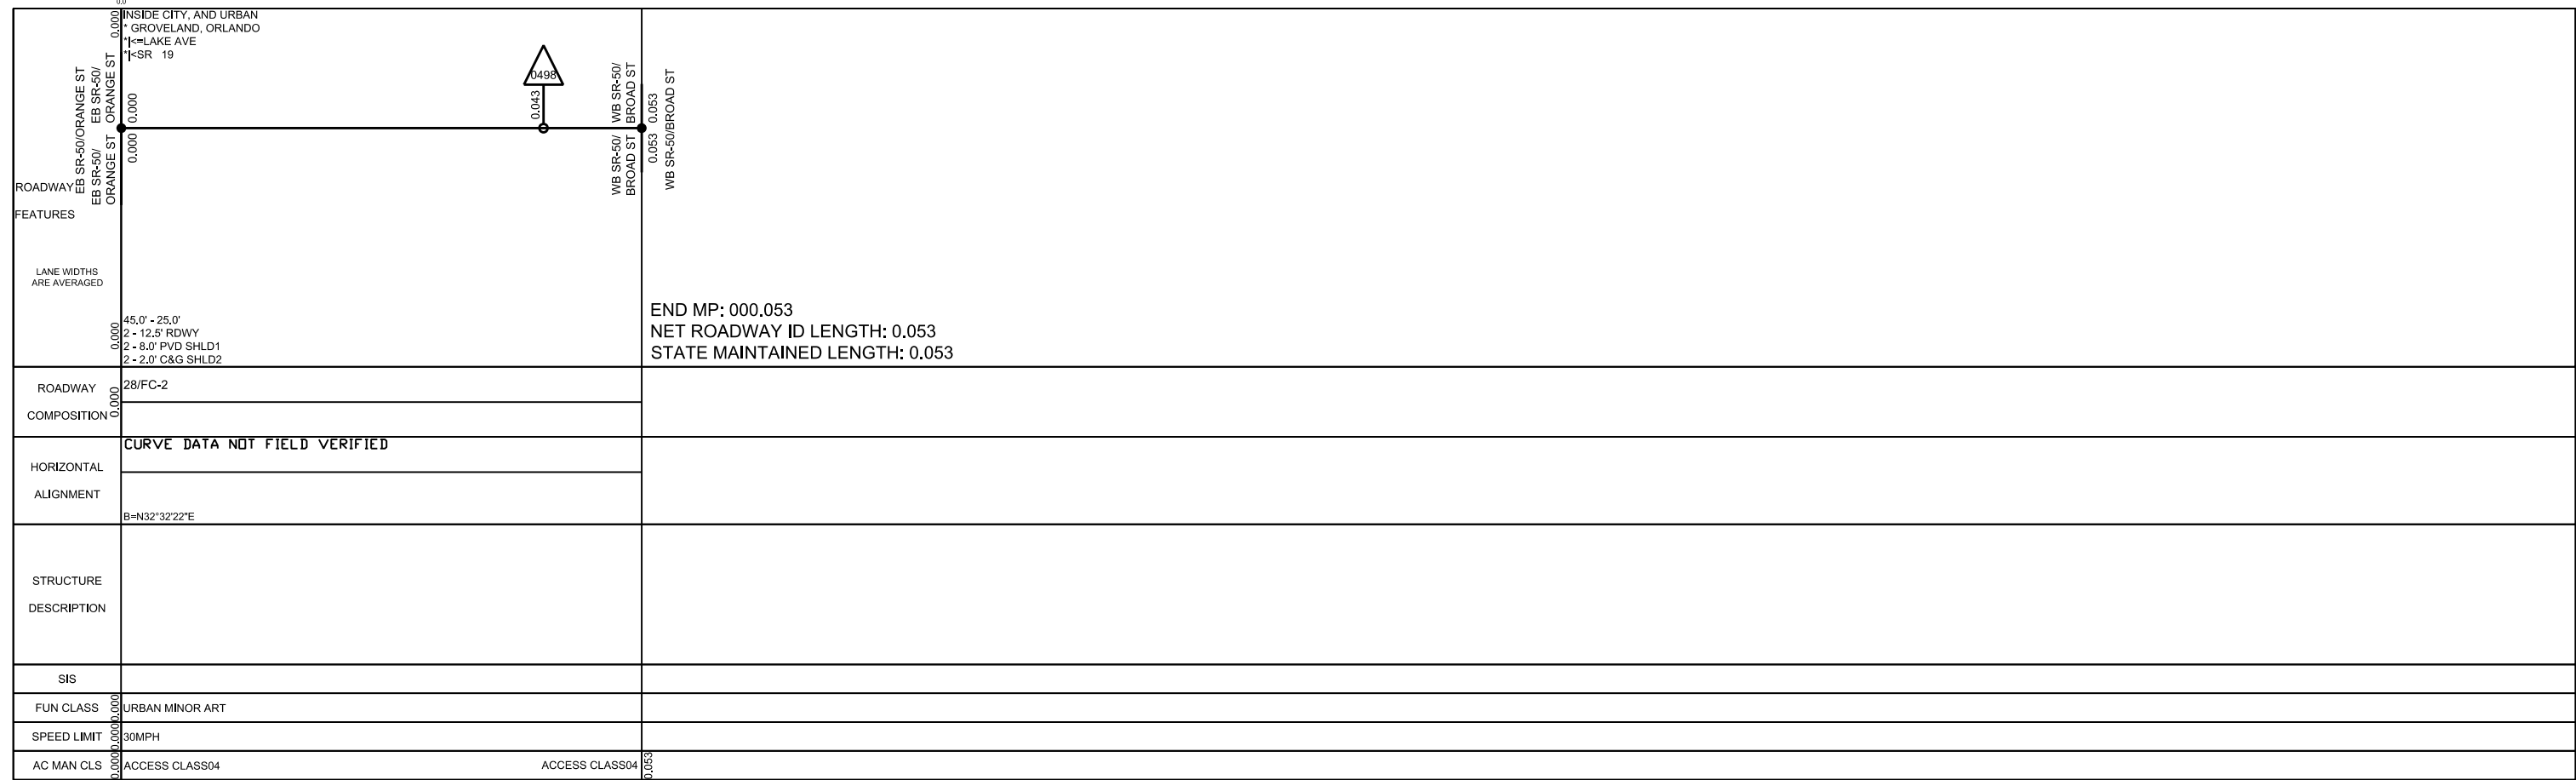 0.0
0.000
INSIDE CITY, AND URBAN
* GROVELAND, ORLANDO
*|<=LAKE AVE
*|<SR 19
EB SR-50/ORANGE ST
EB SR-50/
ORANGE ST
0.000
EB SR-50/
ORANGE ST
0.000
0498
0.043
WB SR-50/
BROAD ST
0.053
WB SR-50/
BROAD ST
0.053
WB SR-50/BROAD ST
ROADWAY
FEATURES
LANE WIDTHS
ARE AVERAGED
0.000
45.0' - 25.0'
2 - 12.5' RDWY
2 - 8.0' PVD SHLD1
2 - 2.0' C&G SHLD2
END MP: 000.053
NET ROADWAY ID LENGTH: 0.053
STATE MAINTAINED LENGTH: 0.053
ROADWAY
COMPOSITION
0.000
28/FC-2
HORIZONTAL
ALIGNMENT
CURVE DATA NOT FIELD VERIFIED
B=N32°32'22"E
STRUCTURE
DESCRIPTION
SIS
FUN CLASS 0.000 URBAN MINOR ART
SPEED LIMIT 0.000 30MPH
AC MAN CLS 0.000 ACCESS CLASS04 ACCESS CLASS04 0.053